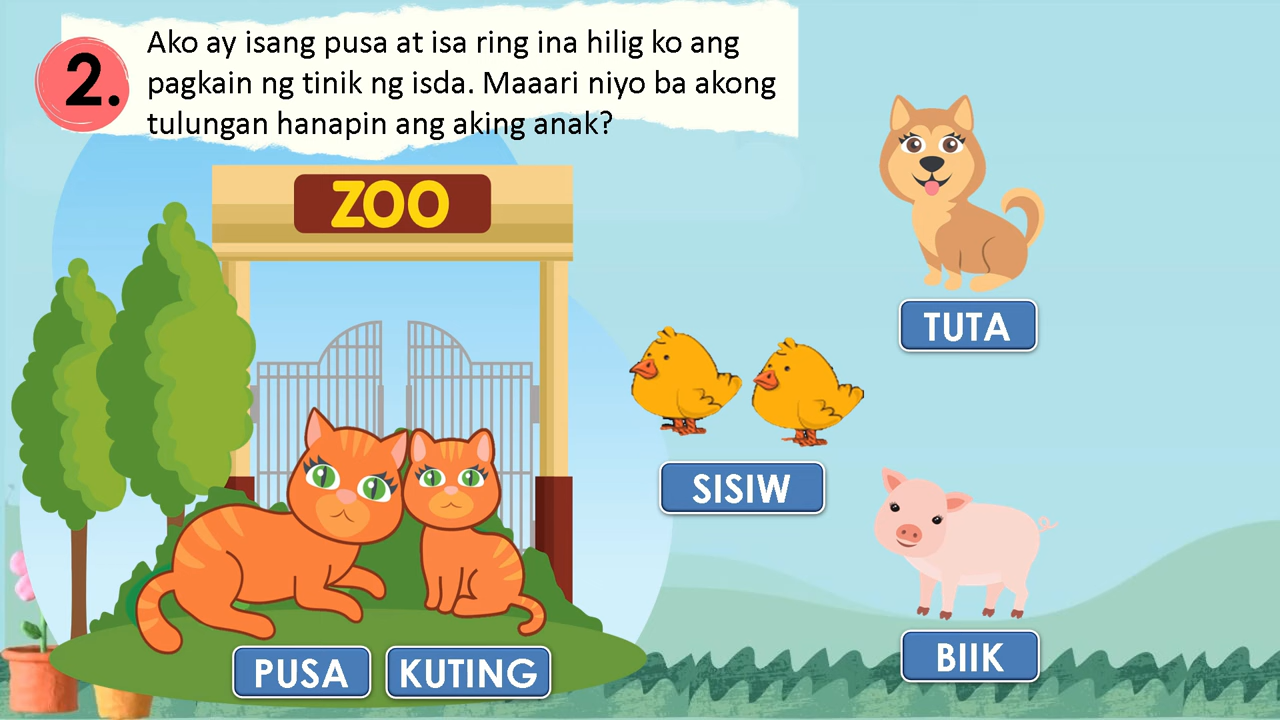 2.
Ako ay isang pusa at isa ring ina hilig ko ang
pagkain ng tinik ng isda. Maaari niyo ba akong
tulungan hanapin ang aking anak?
ZOO
TUTA
SISIW
PUSA
KUTING
BIIK